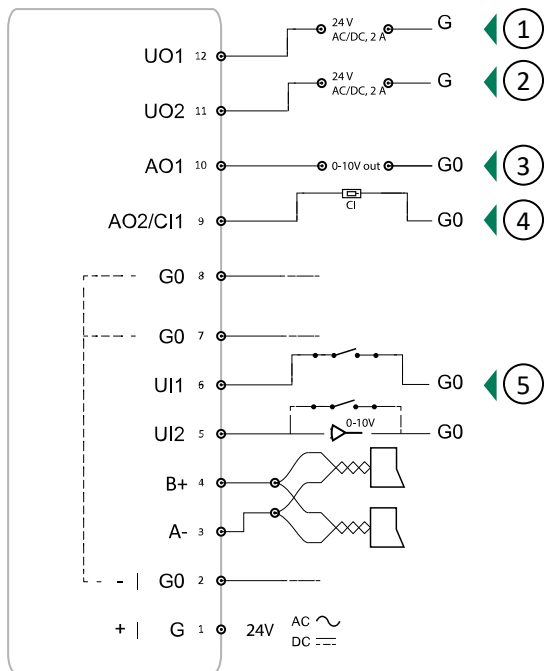 UO1 12 24 V AC/DC, 2 A G 1
UO2 11 24 V AC/DC, 2 A G 2
AO1 10 0-10V out G0 3
AO2/CI1 9 CI G0 4
G0 8
G0 7
UI1 6 G0 5
UI2 5 0-10V G0
B+ 4
A- 3
- | G0 2
+ | G 1 24V AC
DC